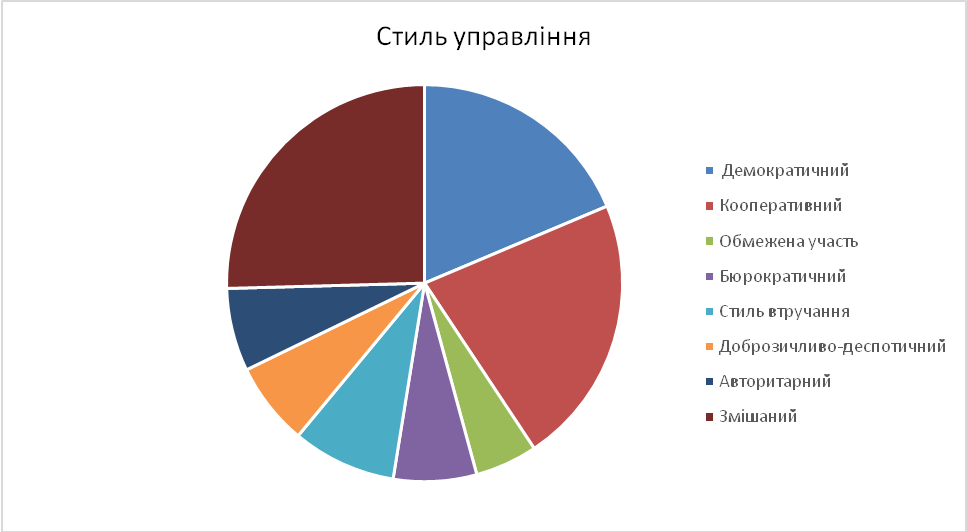 Стиль управління
Демократичний
Кооперативний
Обмежена участь
Бюрократичний
Стиль втручання
Доброзичливо-деспотичний
Авторитарний
Змішаний